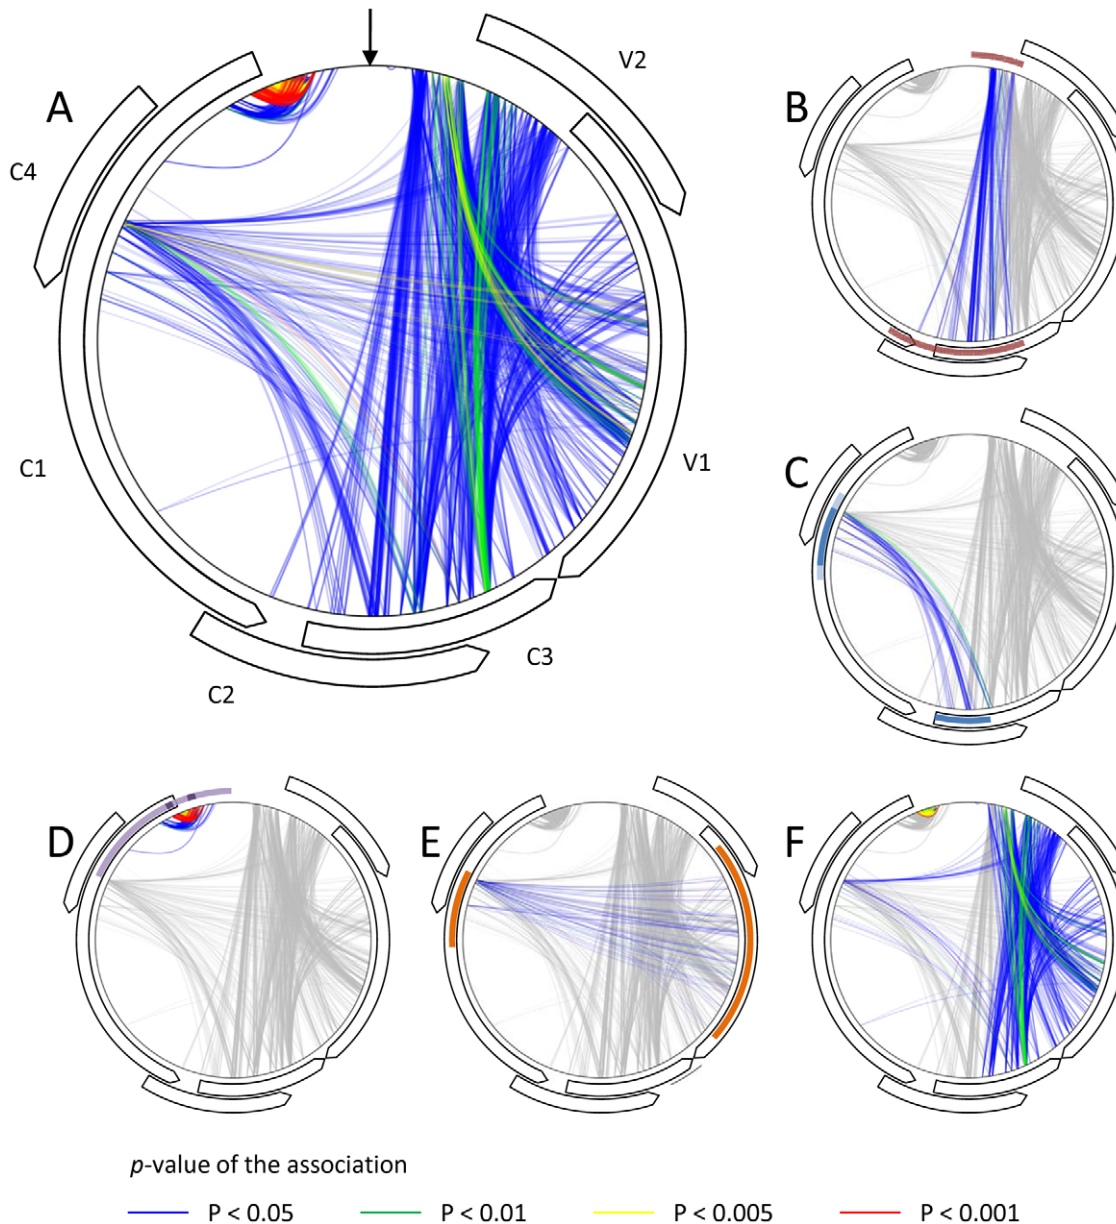 A
V2
B
C4
C1
V1
C
C3
C2
D
E
F
p-value of the association
P < 0.05 P < 0.01 P < 0.005 P < 0.001